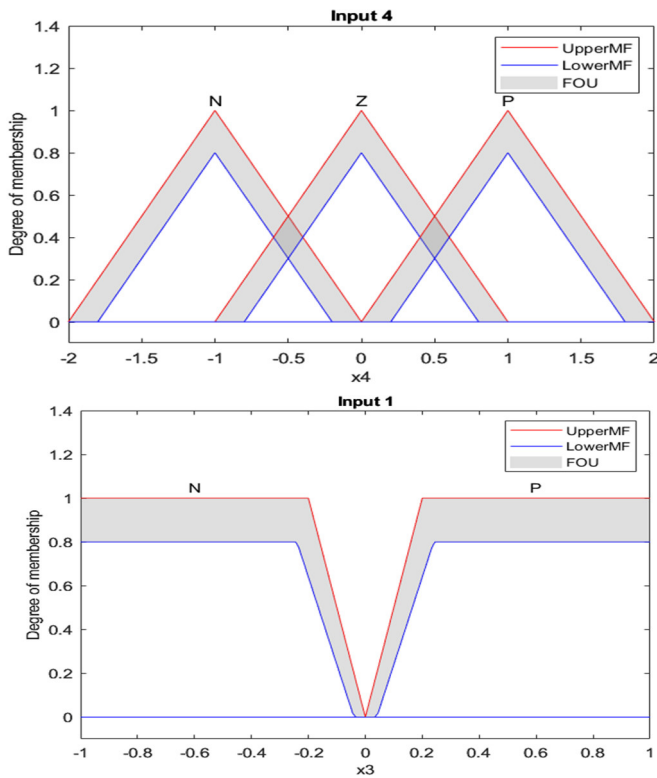 Input 4
1.4
1.2
1
0.8
0.6
0.4
0.2
0
Degree of membership
N
Z
P
UpperMF
LowerMF
FOU
-2 -1.5 -1 -0.5 0 0.5 1 1.5 2
x4
Input 1
1.4
1.2
1
0.8
0.6
0.4
0.2
0
Degree of membership
N
P
UpperMF
LowerMF
FOU
-1 -0.8 -0.6 -0.4 -0.2 0 0.2 0.4 0.6 0.8 1
x3